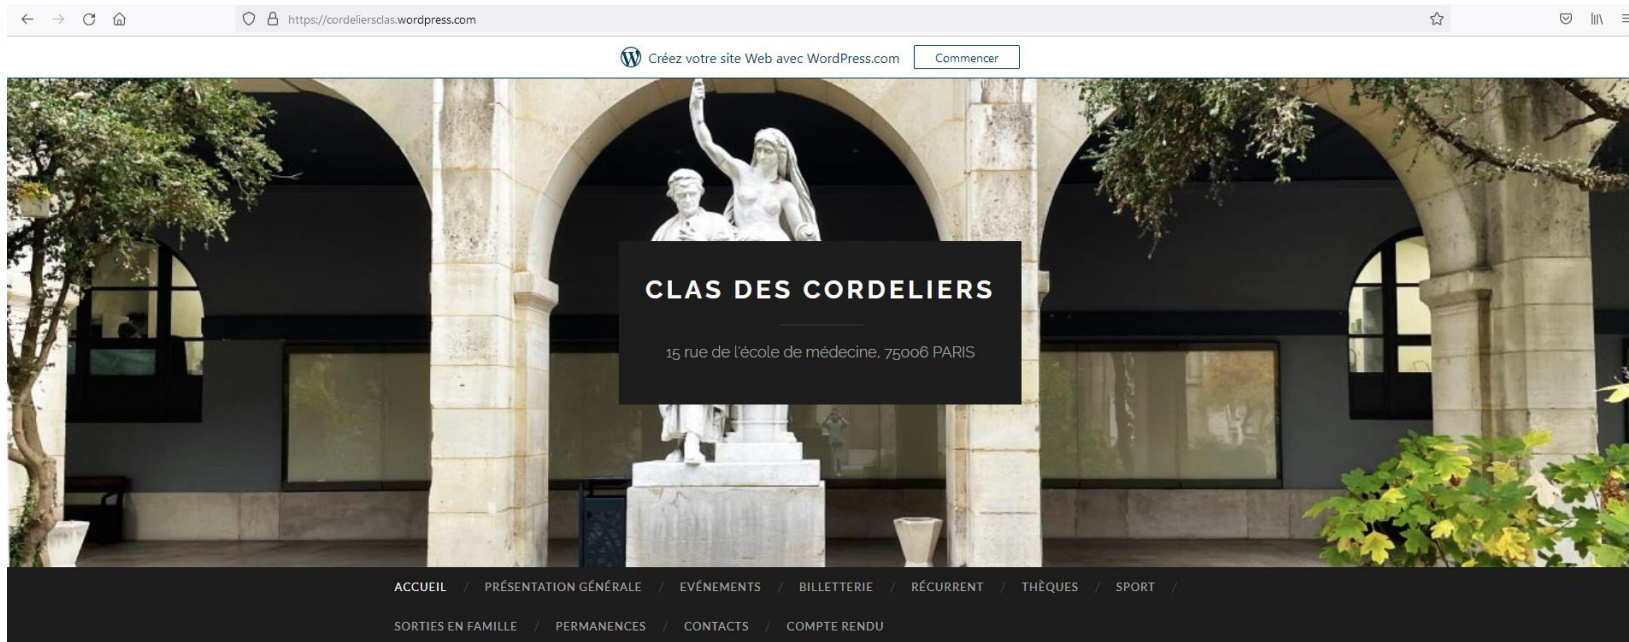 https://cordeliersclas.wordpress.com
Créez votre site Web avec WordPress.com Commencer
CLAS DES CORDELIERS
15 rue de l'école de médecine, 75006 PARIS
ACCUEIL / PRÉSENTATION GÉNÉRALE / EVÉNEMENTS / BILLETTERIE / RÉCURRENT / THÈQUES / SPORT /
SORTIES EN FAMILLE / PERMANENCES / CONTACTS / COMPTE RENDU